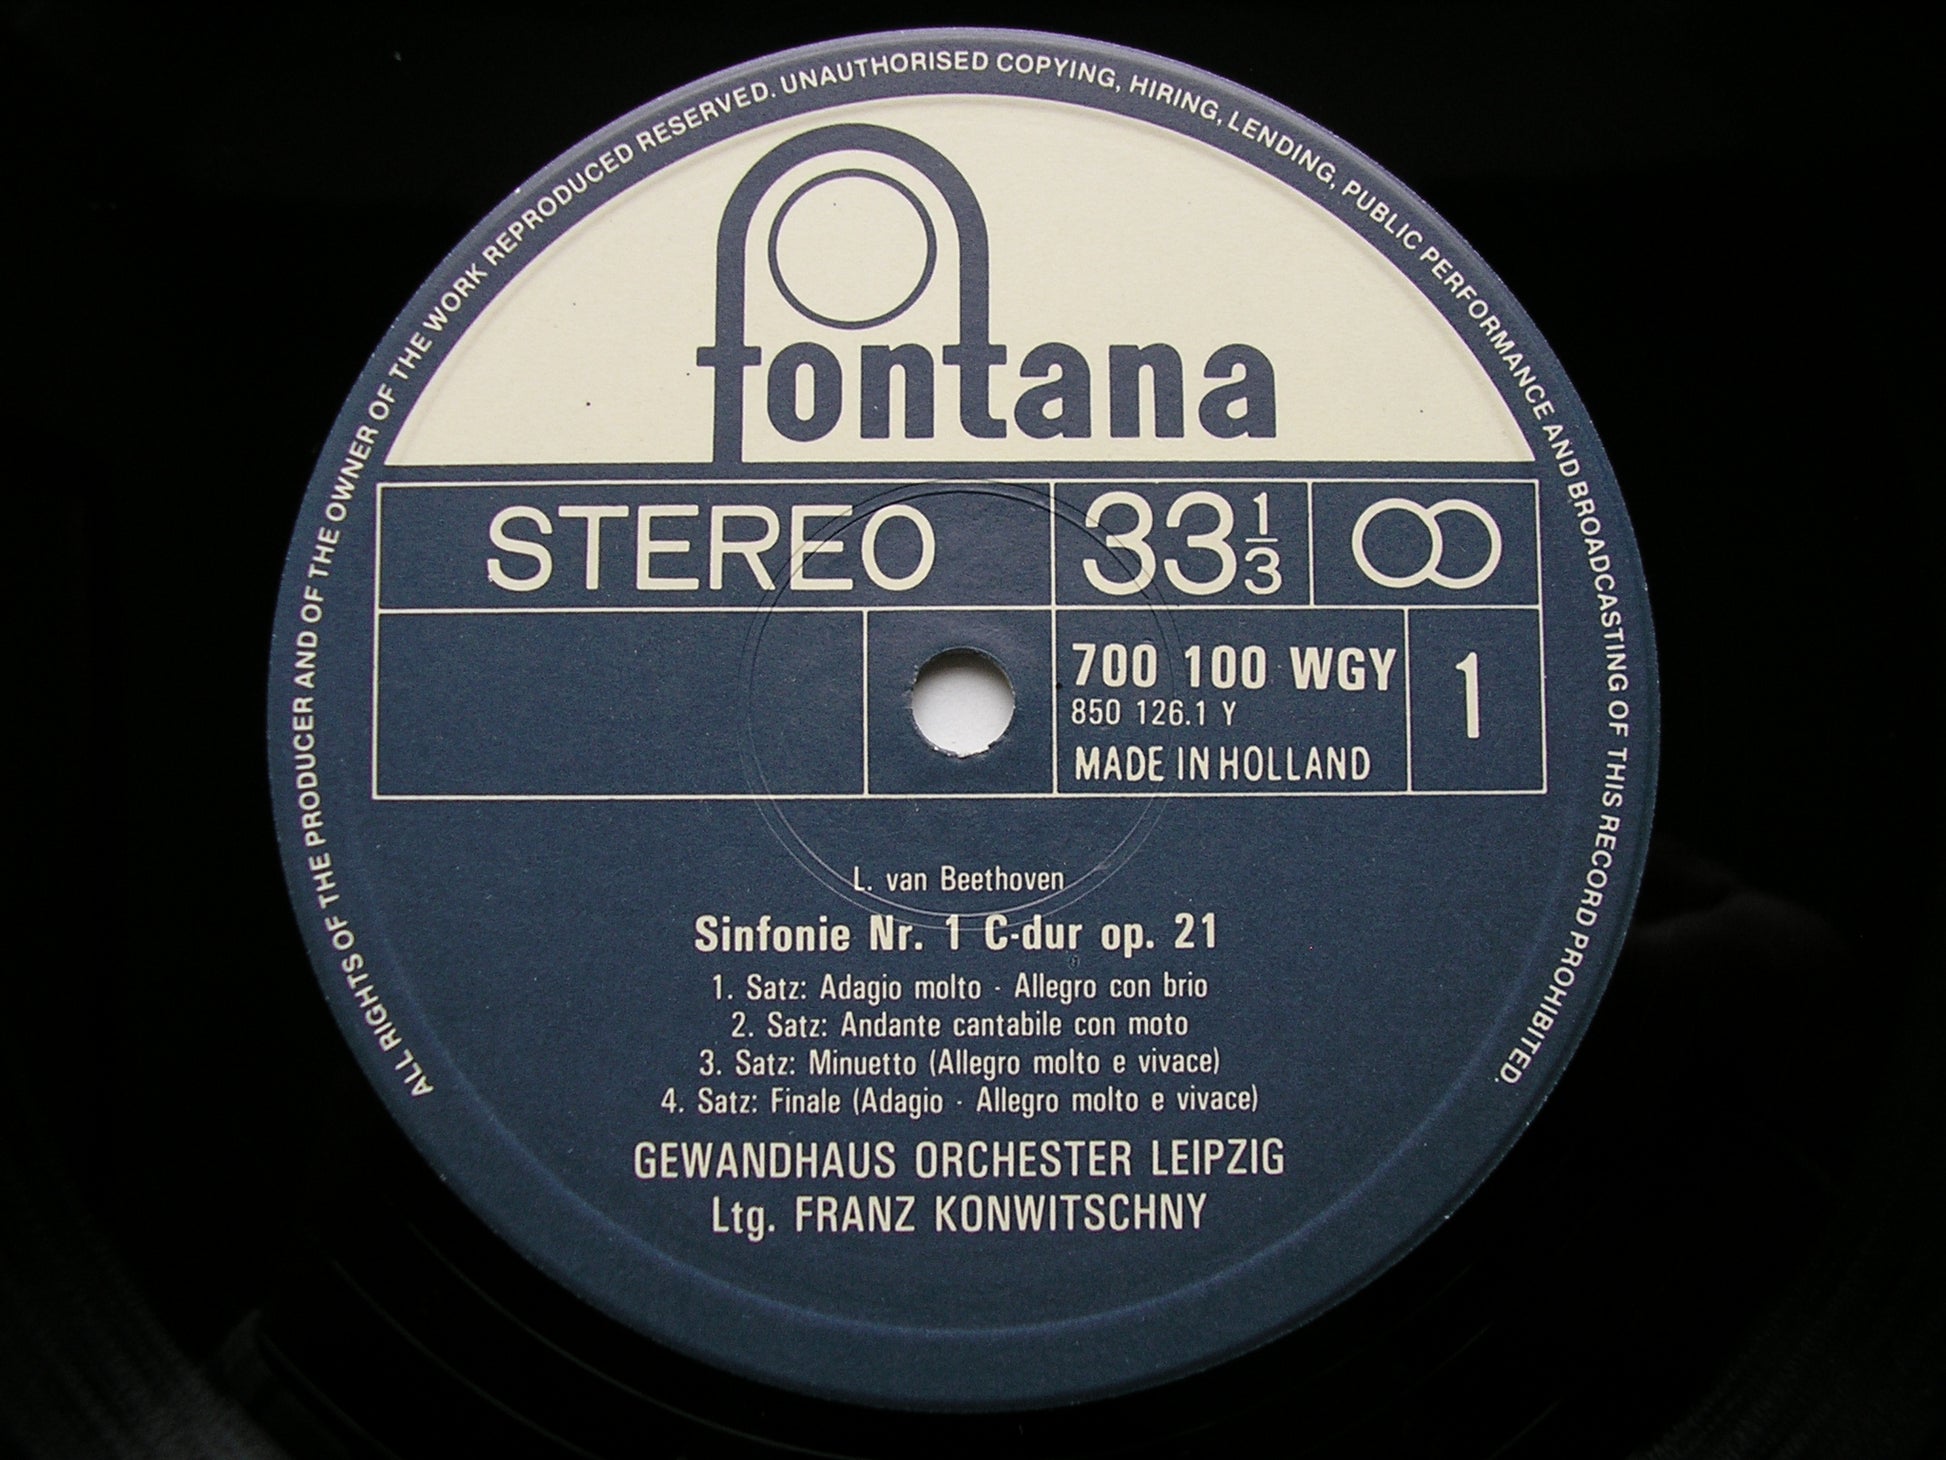 ALL RIGHTS OF THE PRODUCER AND OF THE OWNER OF THE WORK REPRODUCED RESERVED. UNAUTHORISED COPYING, HIRING, LENDING, PUBLIC PERFORMANCE AND BROADCASTING OF THIS RECORD PROHIBITED.
fontana
STEREO 33 1/3
700 100 WGY 1
850 126.1 Y
MADE IN HOLLAND
L. van Beethoven
Sinfonie Nr. 1 C-dur op. 21
1. Satz: Adagio molto · Allegro con brio
2. Satz: Andante cantabile con moto
3. Satz: Minuetto (Allegro molto e vivace)
4. Satz: Finale (Adagio · Allegro molto e vivace)
GEWANDHAUS ORCHESTER LEIPZIG
Ltg. FRANZ KONWITSCHNY